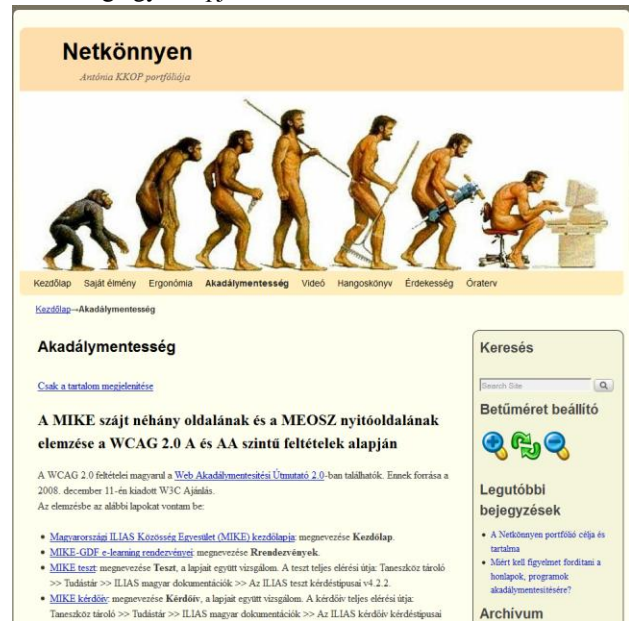 Netkönnyen
Antónia KKOP portfóliója
Kezdőlap Saját élmény Ergonómia Akadálymentesség Videó Hangoskönyv Érdekesség Óraterv
Kezdőlap→Akadálymentesség
Akadálymentesség
Csak a tartalom megjelenítése
A MIKE szájt néhány oldalának és a MEOSZ nyitóoldalának
elemzése a WCAG 2.0 A és AA szintű feltételek alapján
A WCAG 2.0 feltételei magyarul a Web Akadálymentesítési Útmutató 2.0-ban találhatók. Ennek forrása a
2008. december 11-én kiadott W3C Ajánlás.
Az elemzésbe az alábbi lapokat vontam be:
Magyarországi ILIAS Közösség Egyesület (MIKE) kezdőlapja: megnevezése Kezdőlap.
MIKE-GDF e-learning rendezvényei: megnevezése Rrendezvények.
MIKE teszt: megnevezése Teszt, a lapjait együtt vizsgálom. A teszt teljes elérési útja: Taneszköz tároló
>> Tudástár >> ILIAS magyar dokumentációk >> Az ILIAS teszt kérdéstípusai v4.2.2.
MIKE kérdőív: megnevezése Kérdőív, a lapjait együtt vizsgálom. A kérdőív teljes elérési útja:
Taneszköz tároló >> Tudástár >> ILIAS magyar dokumentációk >> Az ILIAS kérdőív kérdéstípusai
Keresés
Search Site
Betűméret beállító
Legutóbbi
bejegyzések
A Netkönnyen portfólió célja és
tartalma
Miért kell figyelmet fordítani a
honlapok, programok
akadálymentesítésére?
Archívum